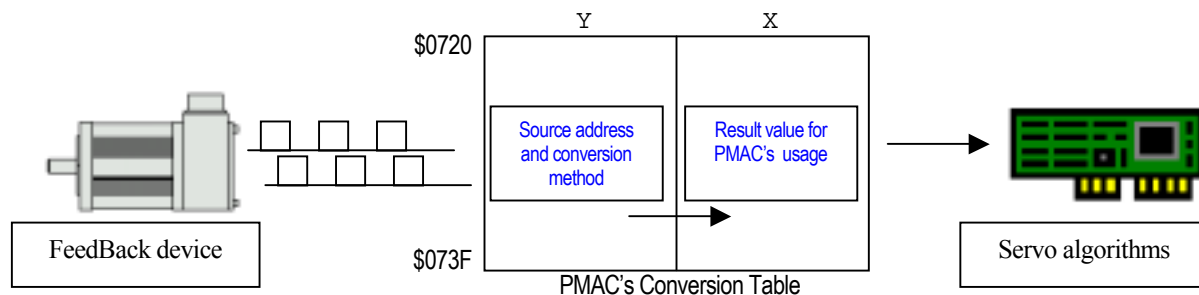 Y X
$0720
Source address
and conversion
method
Result value for
PMAC's usage
FeedBack device
$073F
Servo algorithms
PMAC's Conversion Table